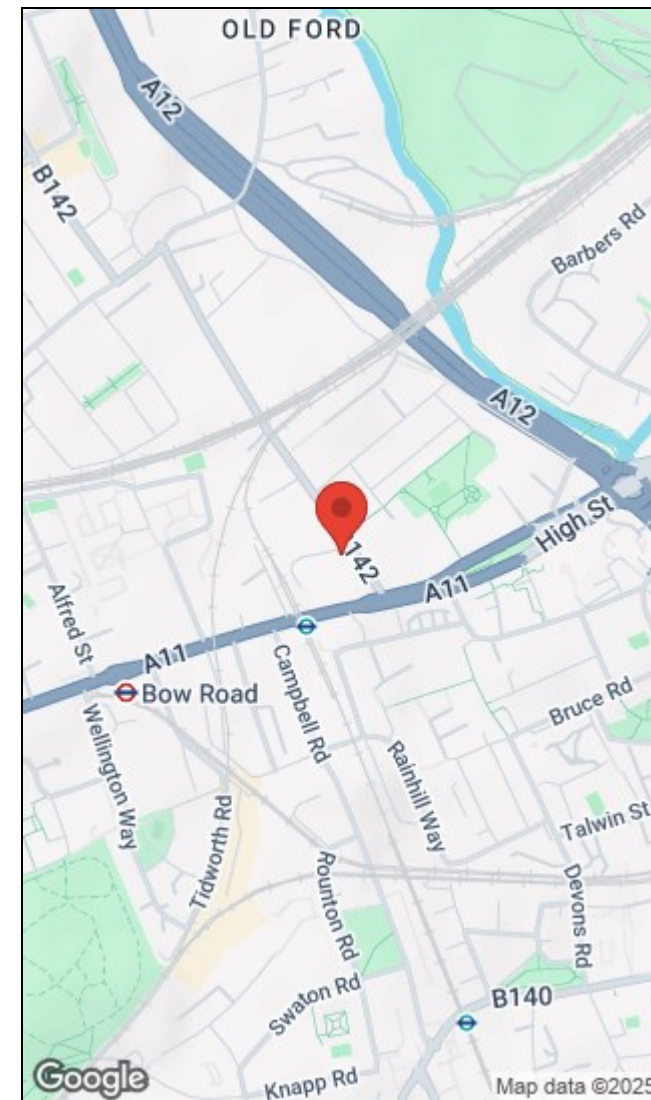 OLD FORD
A12
B142
Barbers Rd
A12
High St
142
A11
Alfred St
A11
Bow Road
Campbell Rd
Bruce Rd
Wellington Way
Rainhill Way
Talwin St
Tidworth Rd
Devons Rd
Rounton Rd
Swaton Rd
B140
Knapp Rd
Google
Map data ©2025